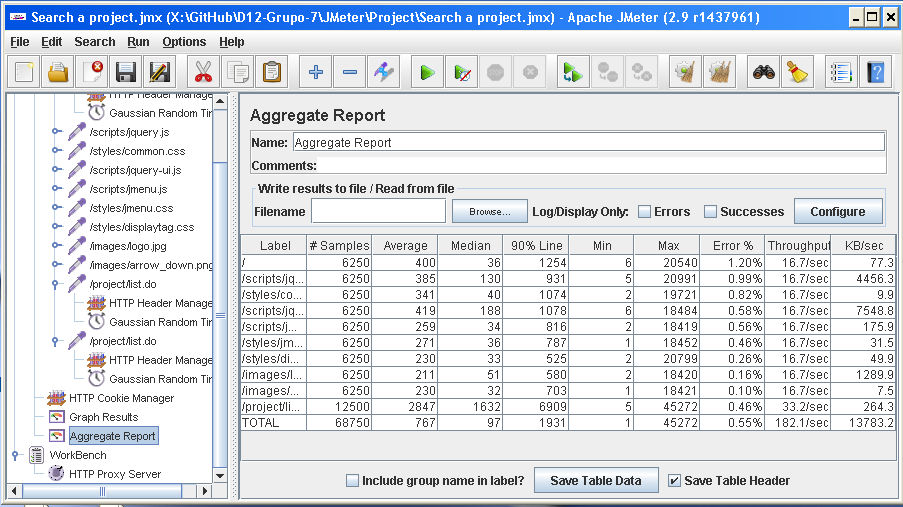 Search a project.jmx (X:\GitHub\D12-Grupo-7\JMeter\Project\Search a project.jmx) - Apache JMeter (2.9 r1437961)
File Edit Search Run Options Help
HTTP Header Manager
Gaussian Random Tir
/scripts/jquery.js
/styles/common.css
/scripts/jquery-ui.js
/scripts/jmenu.js
/styles/jmenu.css
/styles/displaytag.css
/images/logo.jpg
/images/arrow_down.png
/project/list.do
HTTP Header Manage
Gaussian Random Tir
/project/list.do
HTTP Header Manage
Gaussian Random Tir
HTTP Cookie Manager
Graph Results
Aggregate Report
WorkBench
HTTP Proxy Server
Aggregate Report
Name: Aggregate Report
Comments:
Write results to file / Read from file
Filename Browse... Log/Display Only: Errors Successes Configure
Label # Samples Average Median 90% Line Min Max Error % Throughput KB/sec
/ 6250 400 36 1254 6 20540 1.20% 16.7/sec 77.3
/scripts/jq... 6250 385 130 931 5 20991 0.99% 16.7/sec 4456.3
/styles/co... 6250 341 40 1074 2 19721 0.82% 16.7/sec 9.9
/scripts/jq... 6250 419 188 1078 6 18484 0.58% 16.7/sec 7548.8
/scripts/j... 6250 259 34 816 2 18419 0.56% 16.7/sec 175.9
/styles/jm... 6250 271 36 787 1 18452 0.46% 16.7/sec 31.5
/styles/di... 6250 230 33 525 2 20799 0.26% 16.7/sec 49.9
/images/l... 6250 211 51 580 2 18420 0.16% 16.7/sec 1289.9
/images/... 6250 230 32 703 1 18421 0.10% 16.7/sec 7.5
/project/li... 12500 2847 1632 6909 5 45272 0.46% 33.2/sec 264.3
TOTAL 68750 767 97 1931 1 45272 0.55% 182.1/sec 13783.2
Include group name in label? Save Table Data Save Table Header